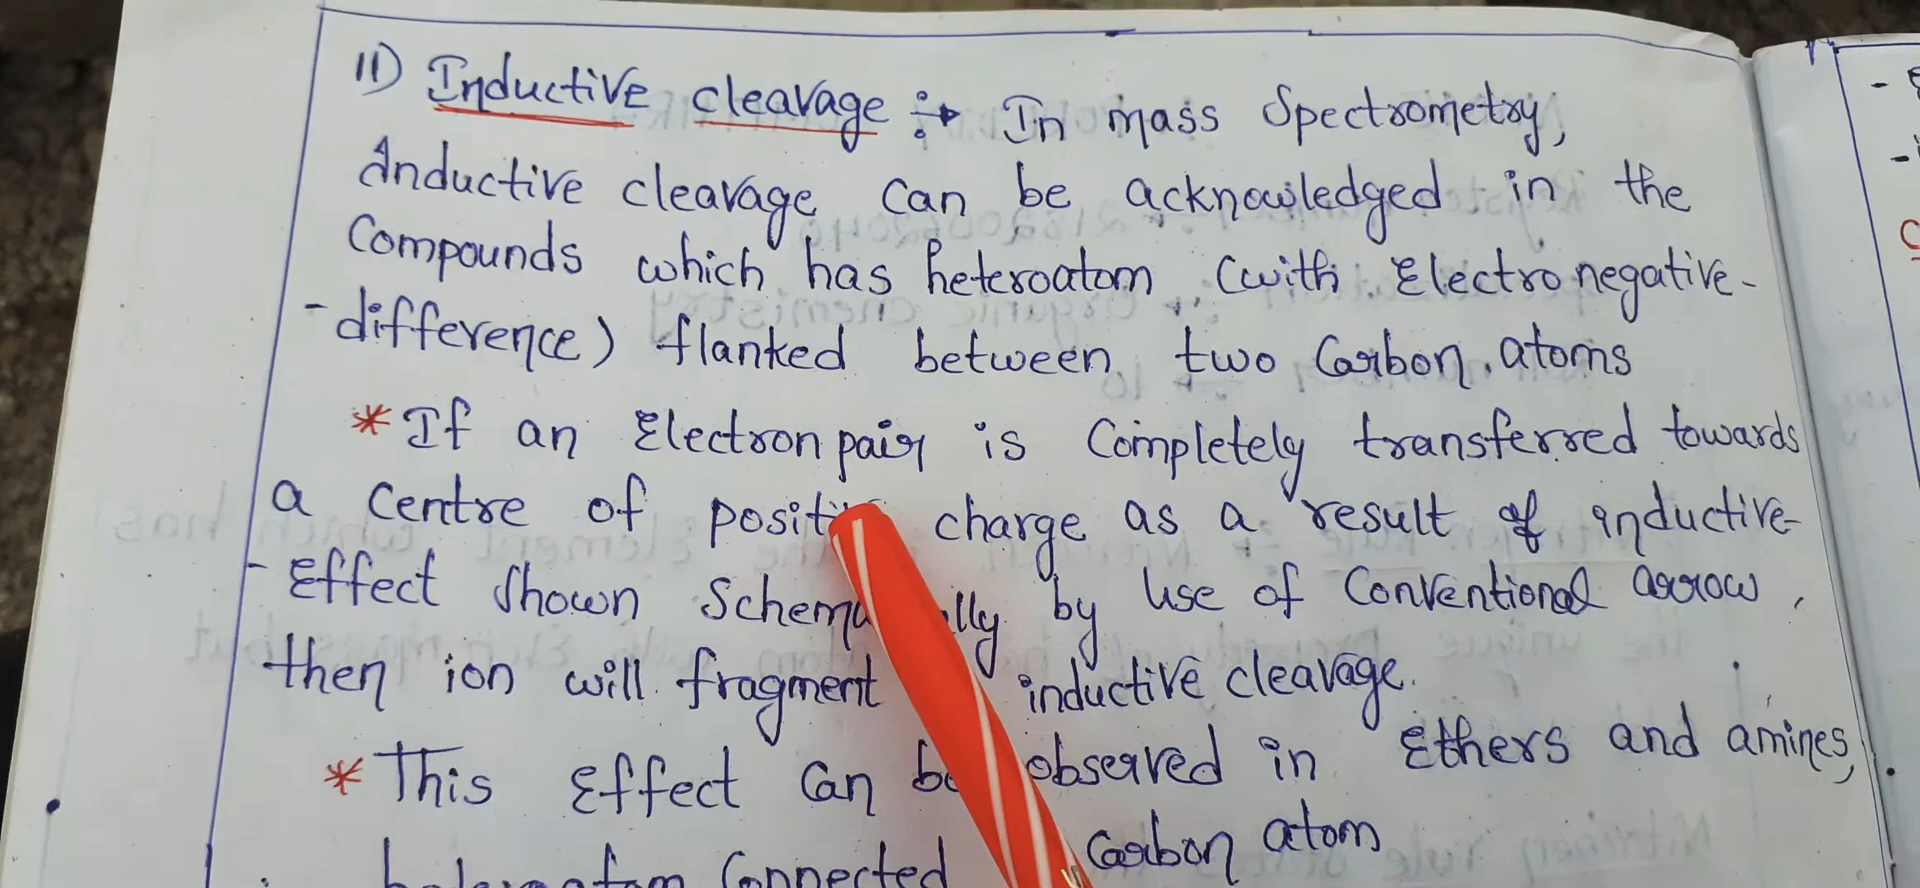 11) Inductive cleavage :→ In mass Spectrometry,
Inductive cleavage can be acknowledged in the
Compounds which has heteroatom (with Electronegative-
-difference) flanked between two Carbon atoms
*If an Electron pair is Completely transferred towards
a centre of charge as a result of inductive-
-Effect shown by use of Conventional arrow,
then ion will fragment inductive cleavage.
*This Effect can be observed in Ethers and amines,
Connected Carbon atom